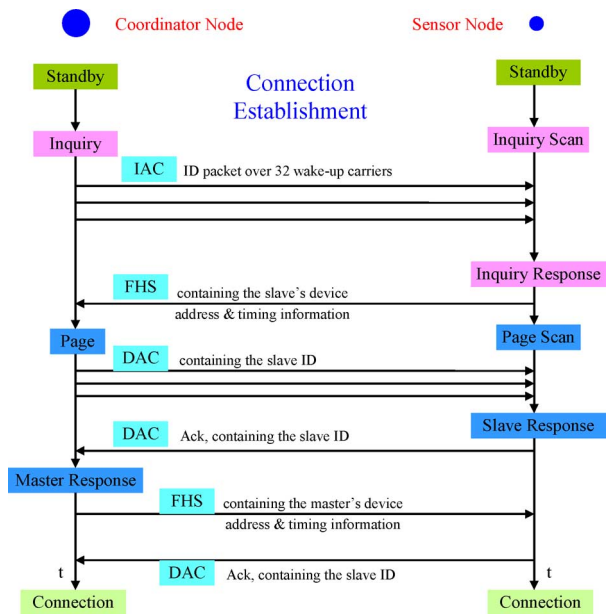 Coordinator Node
Sensor Node
Standby
Standby
Connection
Establishment
Inquiry
Inquiry Scan
IAC
ID packet over 32 wake-up carriers
Inquiry Response
FHS
containing the slave's device
address & timing information
Page
Page Scan
DAC
containing the slave ID
Slave Response
DAC
Ack, containing the slave ID
Master Response
FHS
containing the master's device
address & timing information
t
DAC
Ack, containing the slave ID
t
Connection
Connection